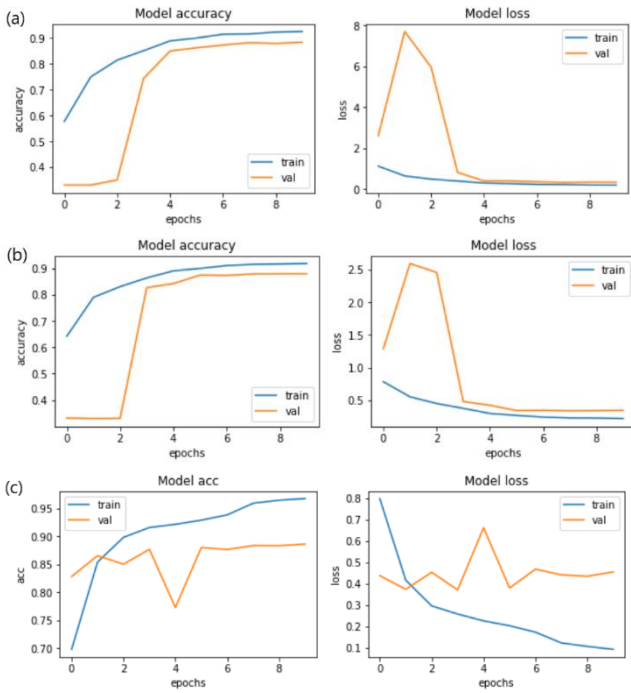 (a)
Model accuracy
accuracy
0.9
0.8
0.7
0.6
0.5
0.4
0 2 4 6 8
epochs
train
val
Model loss
loss
8
6
4
2
0
0 2 4 6 8
epochs
train
val
(b)
Model accuracy
accuracy
0.9
0.8
0.7
0.6
0.5
0.4
0 2 4 6 8
epochs
train
val
Model loss
loss
2.5
2.0
1.5
1.0
0.5
0 2 4 6 8
epochs
train
val
(c)
Model acc
acc
0.95
0.90
0.85
0.80
0.75
0.70
0 2 4 6 8
epochs
train
val
Model loss
loss
0.8
0.7
0.6
0.5
0.4
0.3
0.2
0.1
0 2 4 6 8
epochs
train
val